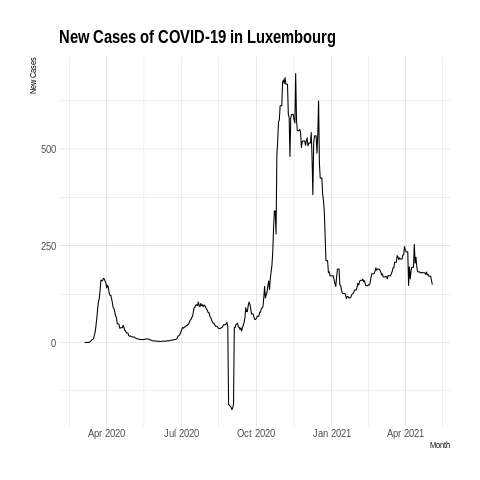 New Cases of COVID-19 in Luxembourg
New Cases
500
250
0
Apr 2020 Jul 2020 Oct 2020 Jan 2021 Apr 2021
Month